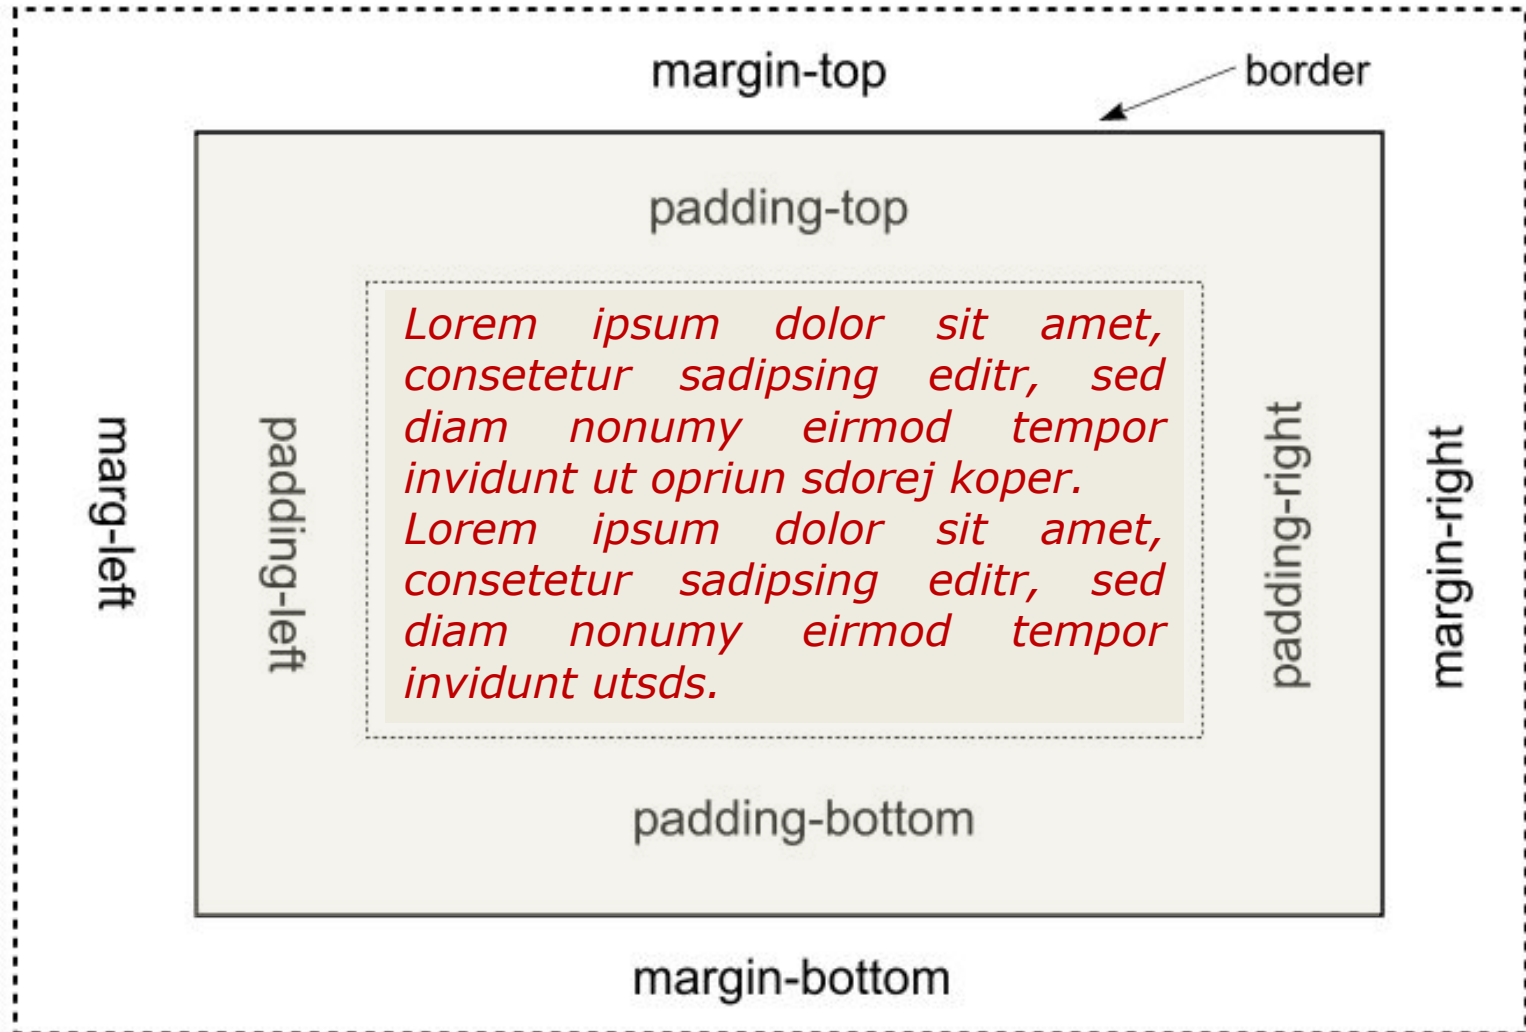 margin-top
border
padding-top
Lorem ipsum dolor sit amet,
consetetur sadipsing editr, sed
diam nonumy eirmod tempor
invidunt ut opriun sdorej koper.
Lorem ipsum dolor sit amet,
consetetur sadipsing editr, sed
diam nonumy eirmod tempor
invidunt utsds.
marg-left
padding-left
padding-right
margin-right
padding-bottom
margin-bottom